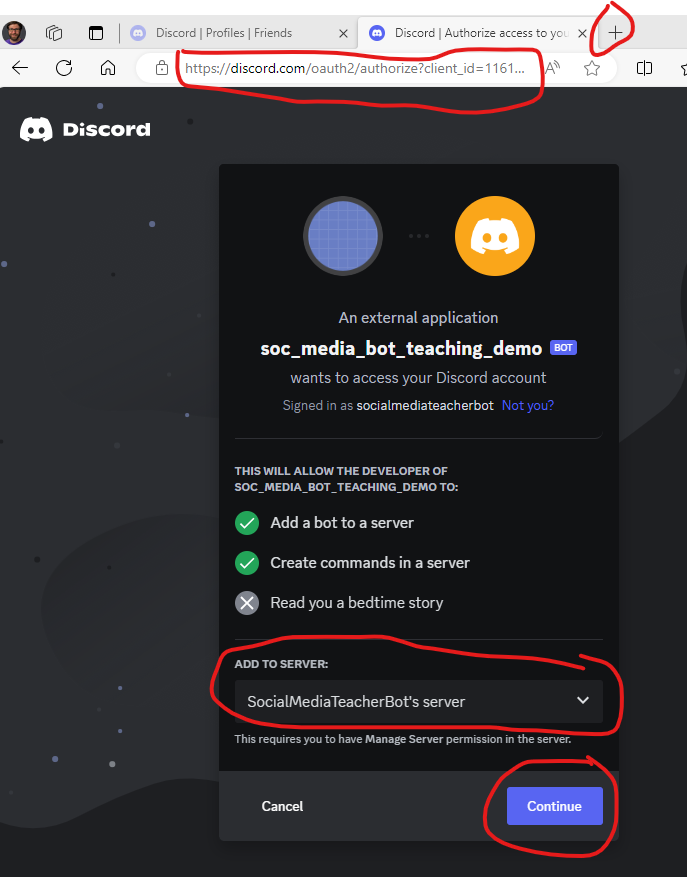 Discord | Profiles | Friends
Discord | Authorize access to you
https://discord.com/oauth2/authorize?client_id=1161...
Discord
An external application
soc_media_bot_teaching_demo BOT
wants to access your Discord account
Signed in as socialmediateacherbot Not you?
THIS WILL ALLOW THE DEVELOPER OF
SOC_MEDIA_BOT_TEACHING_DEMO TO:
Add a bot to a server
Create commands in a server
Read you a bedtime story
ADD TO SERVER:
SocialMediaTeacherBot's server
This requires you to have Manage Server permission in the server.
Cancel
Continue